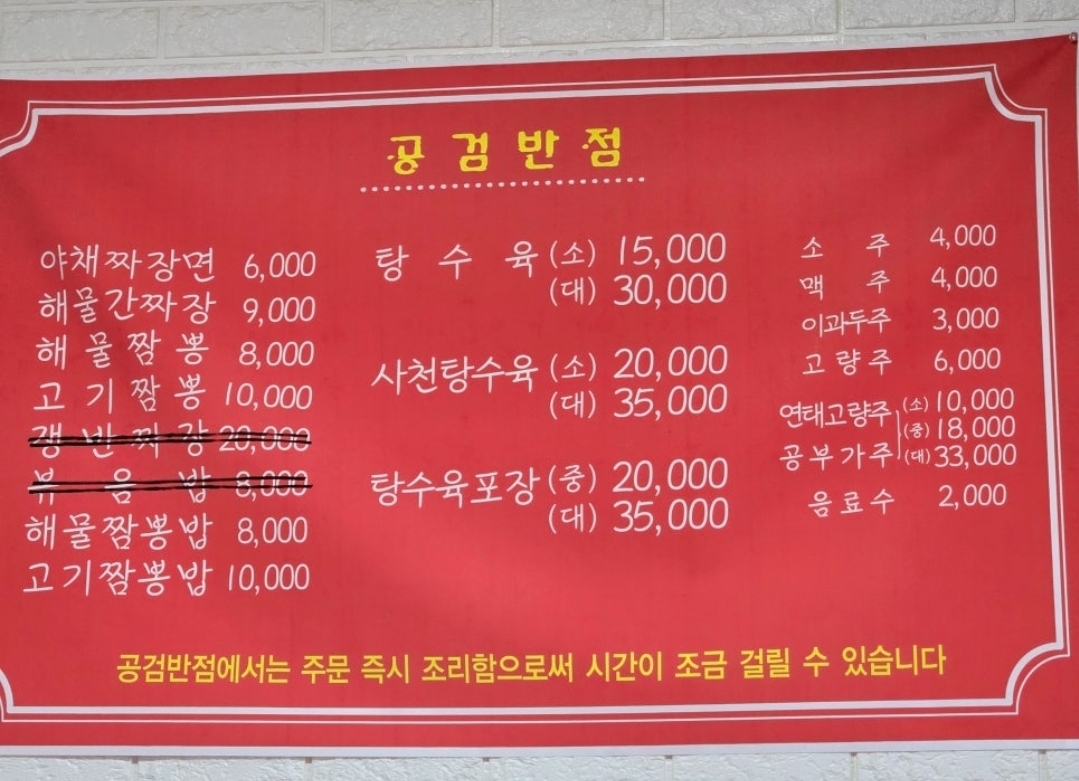 공검반점
야채짜장면 6,000
해물간짜장 9,000
해물짬뽕 8,000
고기짬뽕 10,000
쟁반짜장 20,000
볶음밥 8,000
해물짬뽕밥 8,000
고기짬뽕밥 10,000
탕수육 (소) 15,000
(대) 30,000
사천탕수육 (소) 20,000
(대) 35,000
탕수육포장 (중) 20,000
(대) 35,000
소주 4,000
맥주 4,000
이과두주 3,000
고량주 6,000
연태고량주 (소) 10,000
(중) 18,000
공부가주 (대) 33,000
음료수 2,000
공검반점에서는 주문 즉시 조리함으로써 시간이 조금 걸릴 수 있습니다